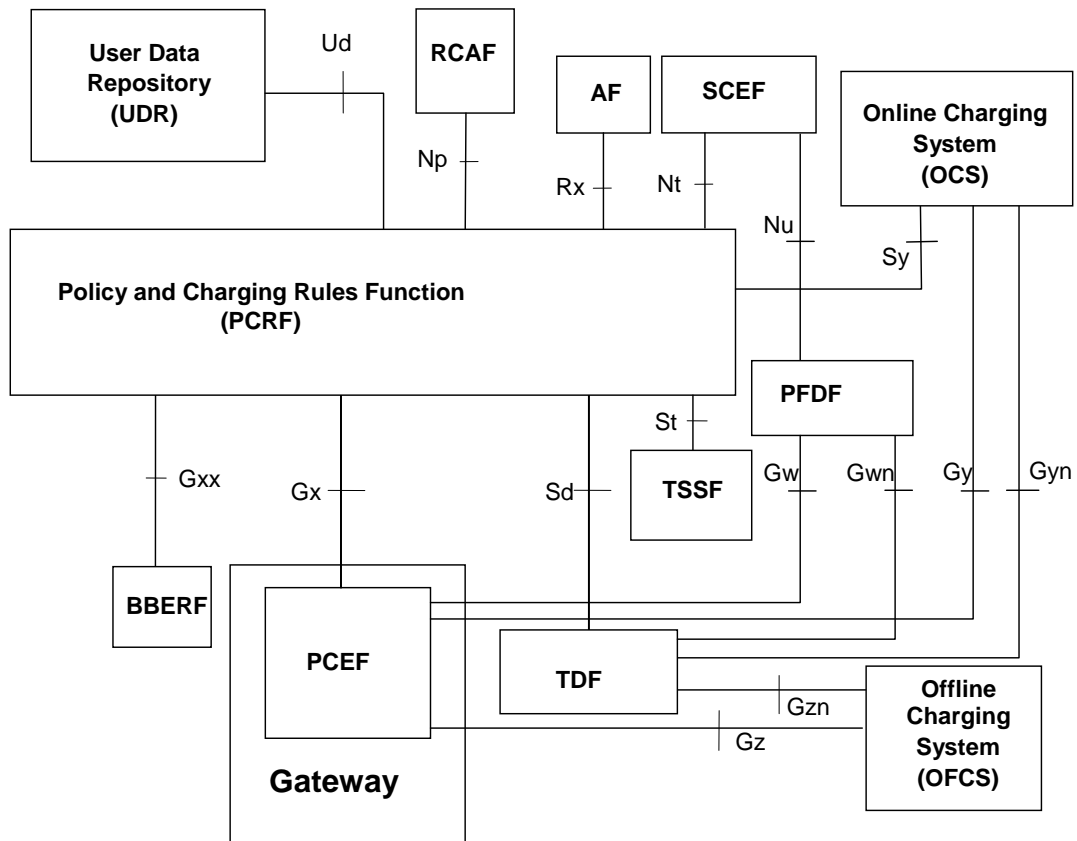 User Data
Repository
(UDR)
Ud
RCAF
AF
SCEF
Online Charging
System
(OCS)
Np
Rx
Nt
Nu
Sy
Policy and Charging Rules Function
(PCRF)
PFDF
St
Gxx
Gx
Sd
TSSF
Gw
Gwn
Gy
Gyn
BBERF
PCEF
TDF
Offline
Charging
System
(OFCS)
Gzn
Gz
Gateway